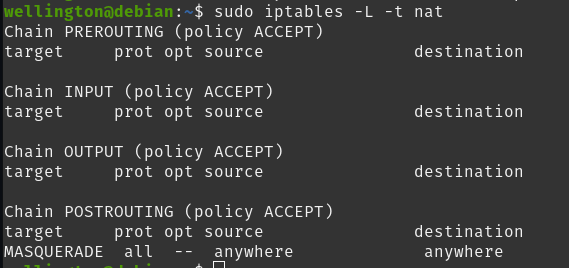 wellington@debian:~$ sudo iptables -L -t nat
Chain PREROUTING (policy ACCEPT)
target     prot opt source               destination

Chain INPUT (policy ACCEPT)
target     prot opt source               destination

Chain OUTPUT (policy ACCEPT)
target     prot opt source               destination

Chain POSTROUTING (policy ACCEPT)
target     prot opt source               destination
MASQUERADE  all  --  anywhere             anywhere
wellington@debian:~$